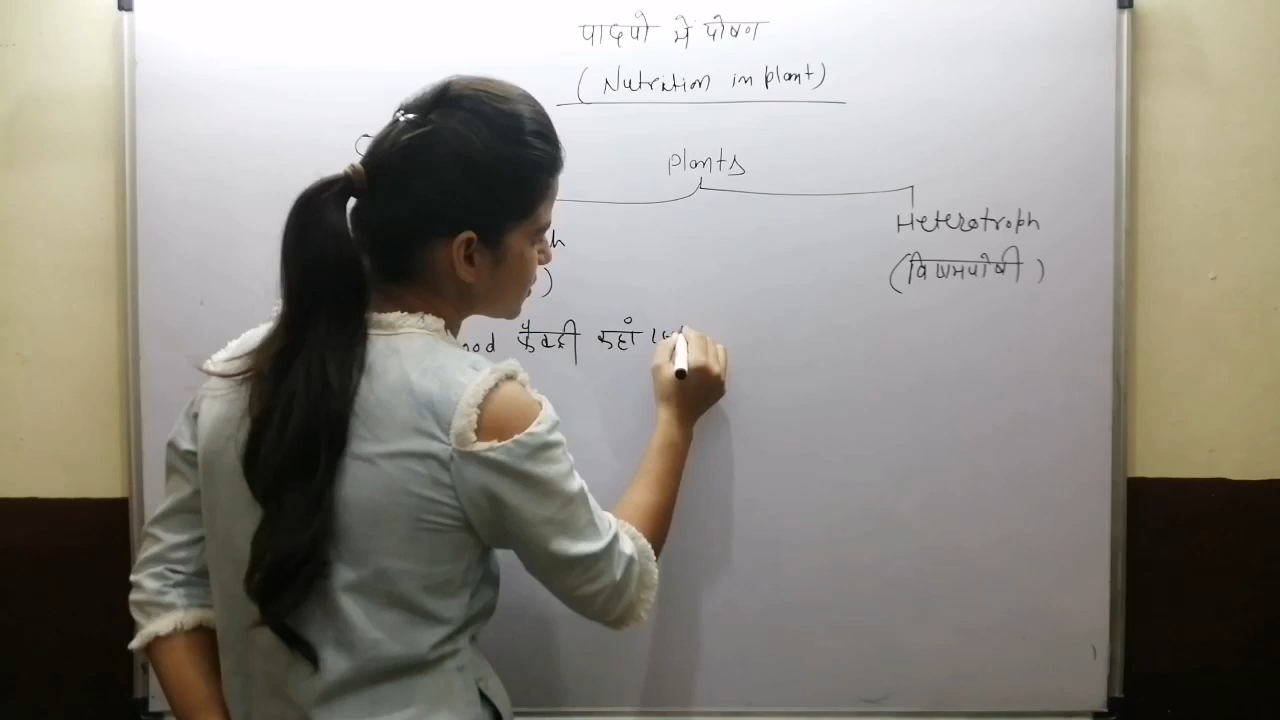 पादपो मे पोषण
(Nutrition in plant)
Plants
Heterotroph
(विषमपोषी)
फैक्ट्री कहाँ